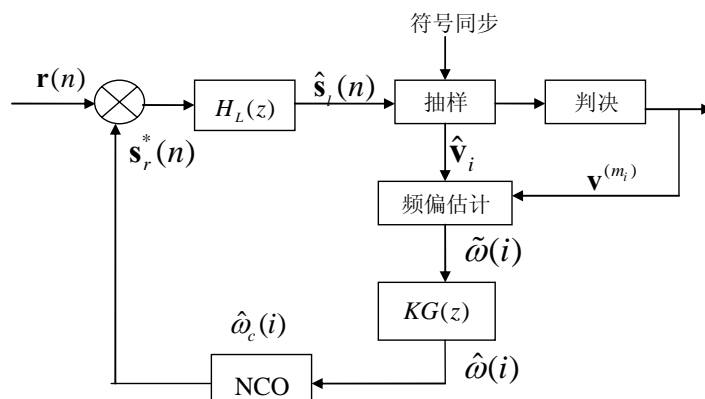 符号同步
r(n)
H_L(z)
ŝ_l(n)
抽样
判决
s_r^*(n)
v̂_i
v^{(m_i)}
频偏估计
ω̃(i)
KG(z)
ω̂_c(i)
ω̂(i)
NCO